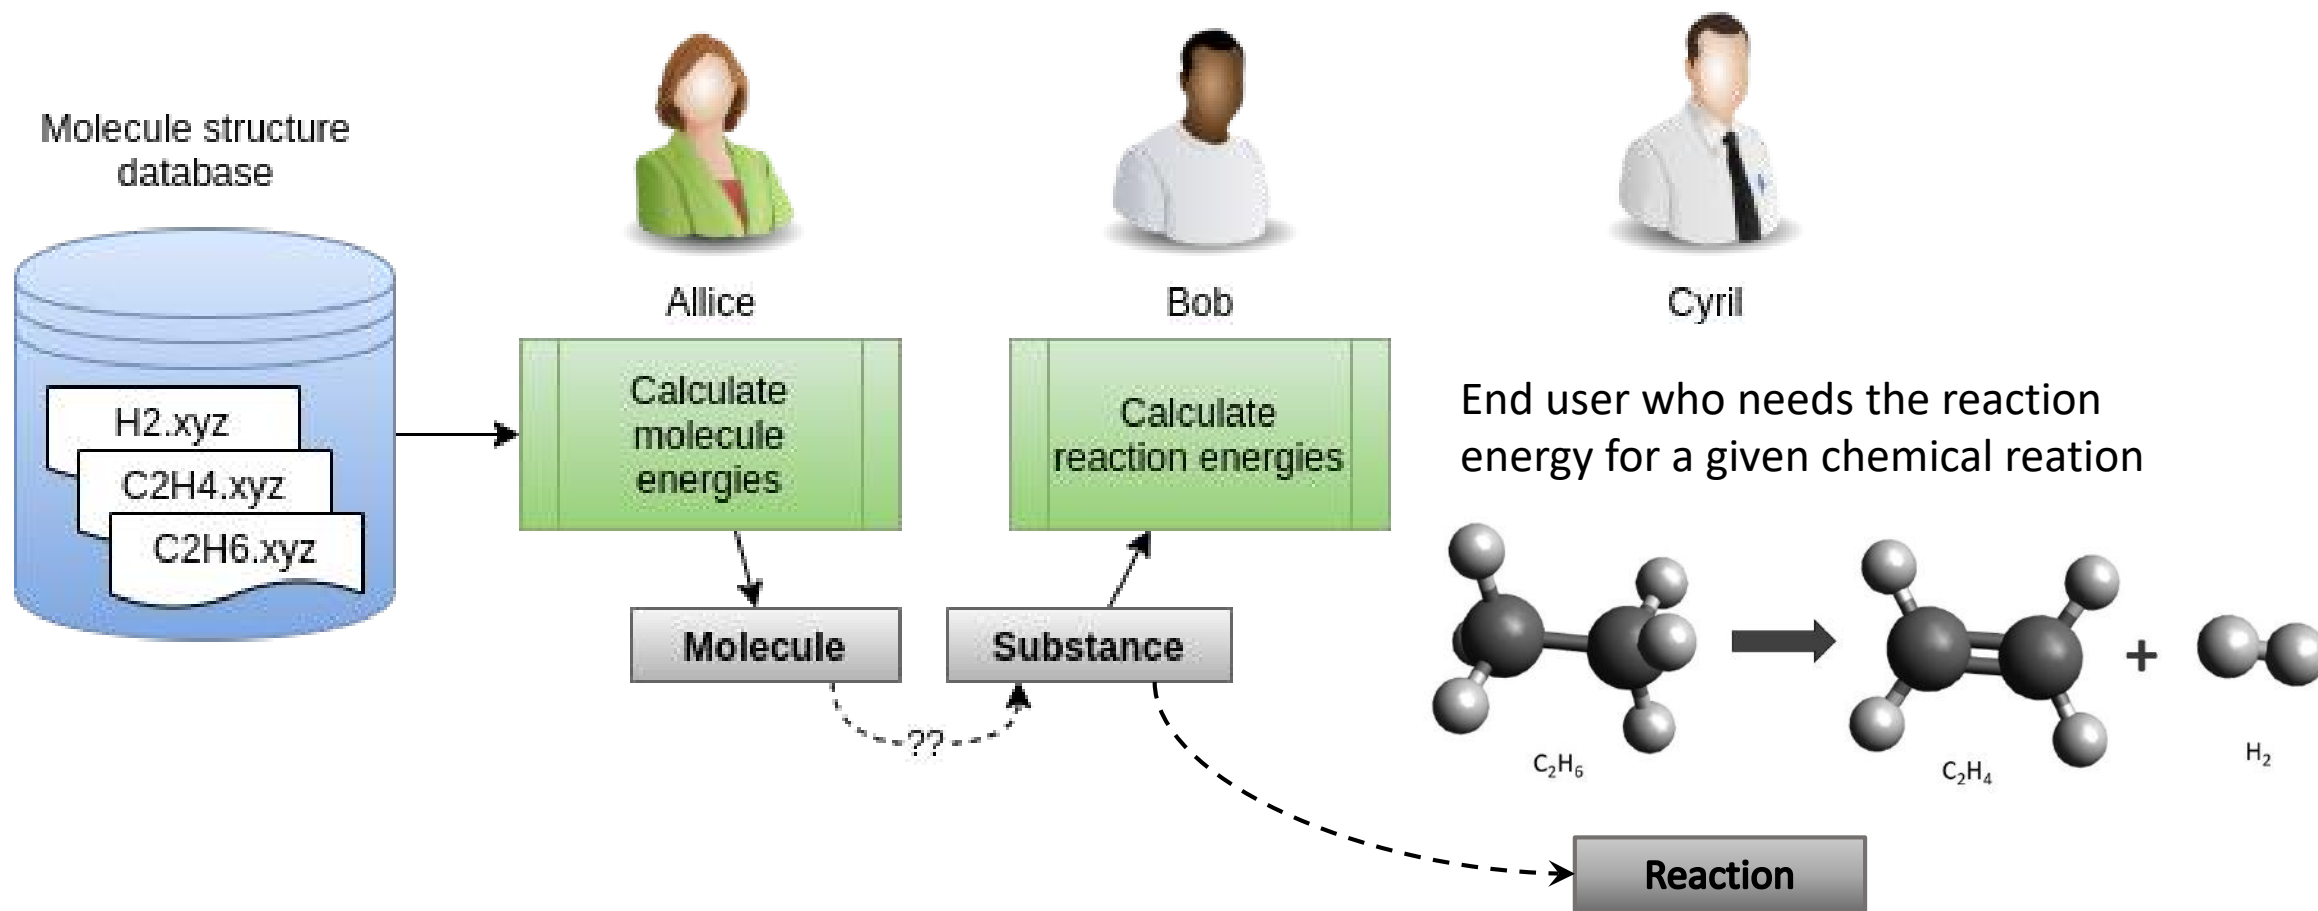 Molecule structure
database
H2.xyz
C2H4.xyz
C2H6.xyz
Allice
Calculate
molecule
energies
Molecule
??
Bob
Calculate
reaction energies
Substance
Cyril
End user who needs the reaction
energy for a given chemical reation
+
C₂H₆
C₂H₄
H₂
Reaction